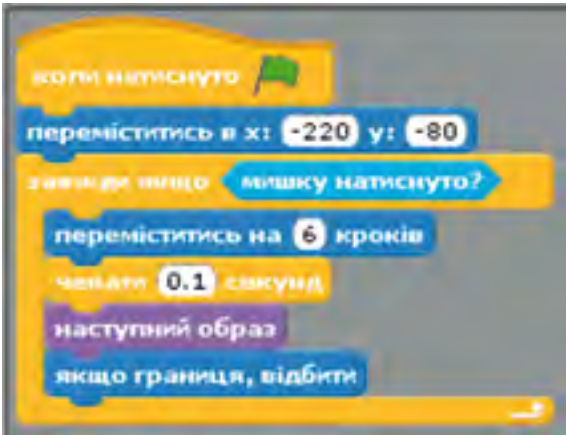 коли натиснуто
переміститись в x: -220 y: -80
завжди якщо мишку натиснуто?
переміститись на 6 кроків
чекати 0.1 секунд
наступний образ
якщо границя, відбити